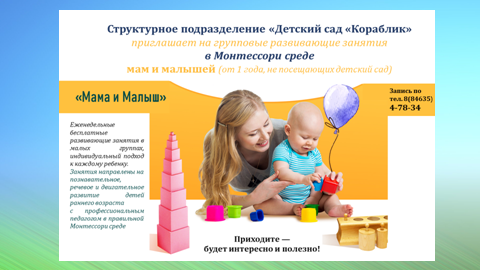 Структурное подразделение «Детский сад «Кораблик»
приглашает на групповые развивающие занятия
в Монтессори среде
мам и малышей (от 1 года, не посещающих детский сад)
«Мама и Малыш»
Запись по
тел.8(84635)
4-78-34
Еженедельные
бесплатные
развивающие занятия в
малых группах,
индивидуальный подход
к каждому ребенку.
Занятия направлены на
познавательное,
речевое и двигательное
развитие детей
раннего возраста
с профессиональным
педагогом в правильной
Монтессори среде
Приходите —
будет интересно и полезно!